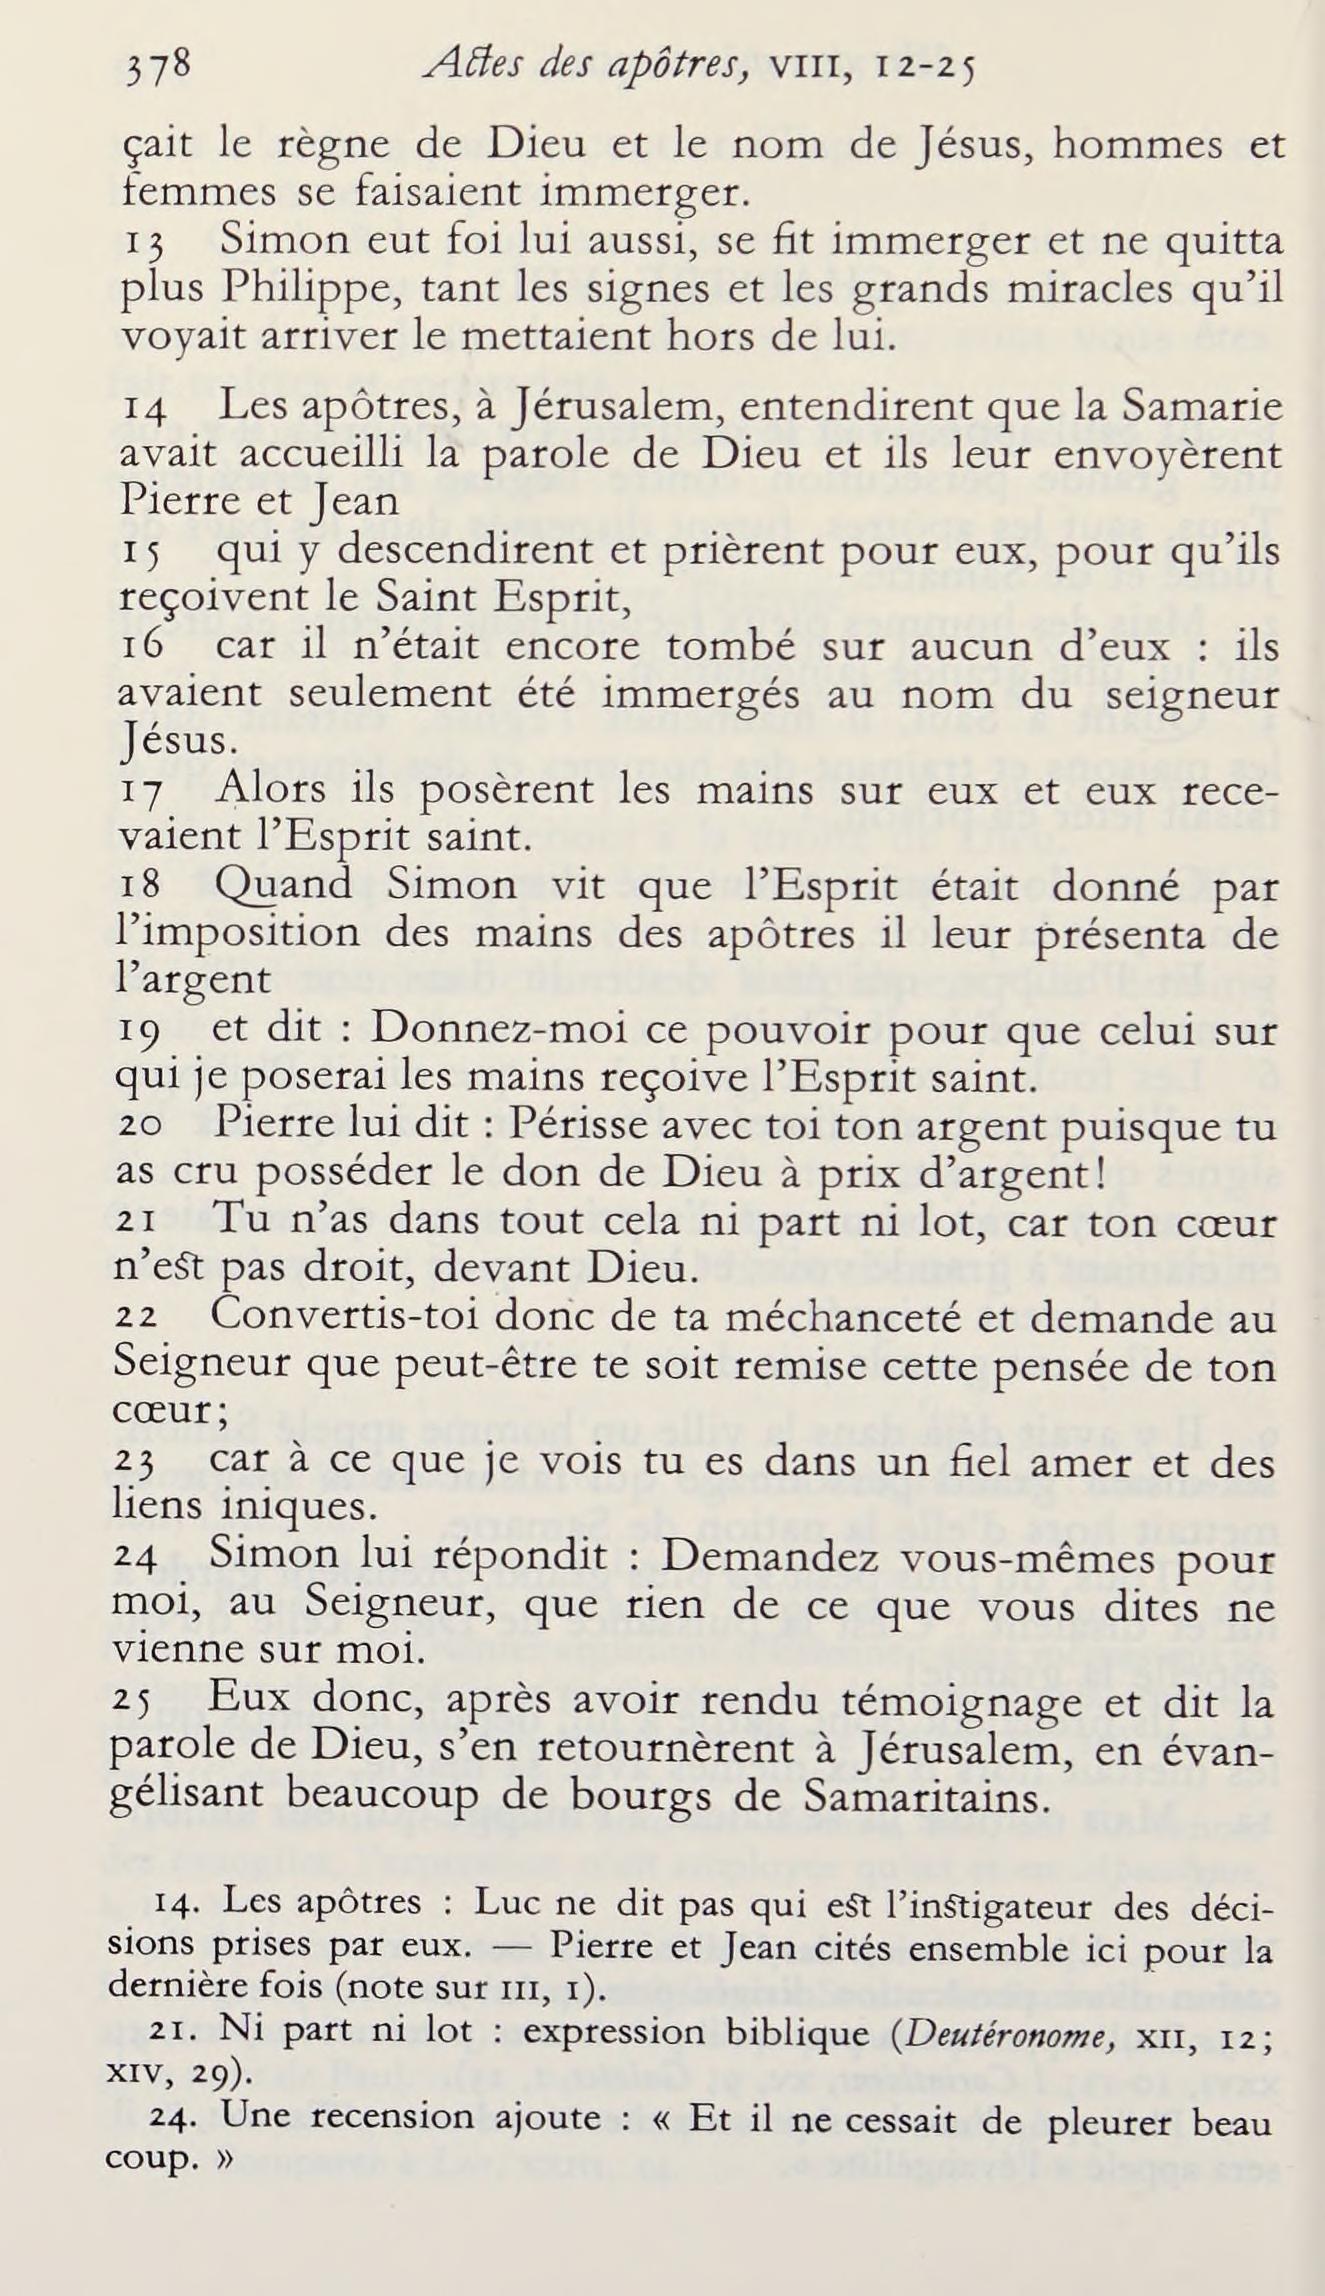 378 Actes des apôtres, VIII, 12-25
çait le règne de Dieu et le nom de Jésus, hommes et
femmes se faisaient immerger.
13 Simon eut foi lui aussi, se fit immerger et ne quitta
plus Philippe, tant les signes et les grands miracles qu’il
voyait arriver le mettaient hors de lui.
14 Les apôtres, à Jérusalem, entendirent que la Samarie
avait accueilli la parole de Dieu et ils leur envoyèrent
Pierre et Jean
15 qui y descendirent et prièrent pour eux, pour qu’ils
reçoivent le Saint Esprit,
16 car il n’était encore tombé sur aucun d’eux : ils
avaient seulement été immergés au nom du seigneur
Jésus.
17 Alors ils posèrent les mains sur eux et eux rece-
vaient l’Esprit saint.
18 Quand Simon vit que l’Esprit était donné par
l’imposition des mains des apôtres il leur présenta de
l’argent
19 et dit : Donnez-moi ce pouvoir pour que celui sur
qui je poserai les mains reçoive l’Esprit saint.
20 Pierre lui dit : Périsse avec toi ton argent puisque tu
as cru posséder le don de Dieu à prix d’argent!
21 Tu n’as dans tout cela ni part ni lot, car ton cœur
n’est pas droit, devant Dieu.
22 Convertis-toi donc de ta méchanceté et demande au
Seigneur que peut-être te soit remise cette pensée de ton
cœur;
23 car à ce que je vois tu es dans un fiel amer et des
liens iniques.
24 Simon lui répondit : Demandez vous-mêmes pour
moi, au Seigneur, que rien de ce que vous dites ne
vienne sur moi.
25 Eux donc, après avoir rendu témoignage et dit la
parole de Dieu, s’en retournèrent à Jérusalem, en évan-
gélisant beaucoup de bourgs de Samaritains.
14. Les apôtres : Luc ne dit pas qui est l’instigateur des déci-
sions prises par eux. — Pierre et Jean cités ensemble ici pour la
dernière fois (note sur III, 1).
21. Ni part ni lot : expression biblique (Deutéronome, XII, 12;
XIV, 29).
24. Une recension ajoute : « Et il ne cessait de pleurer beau
coup. »